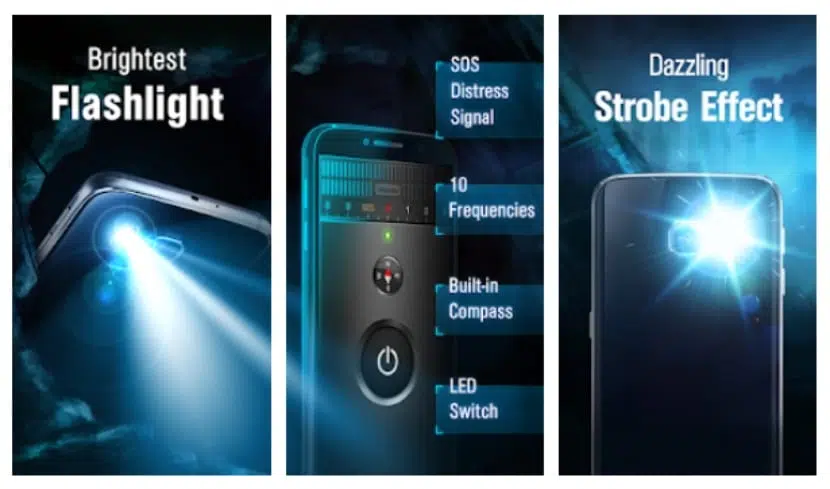 Brightest
Flashlight
SOS
Distress
Signal
10
Frequencies
Built-in
Compass
LED
Switch
Dazzling
Strobe Effect